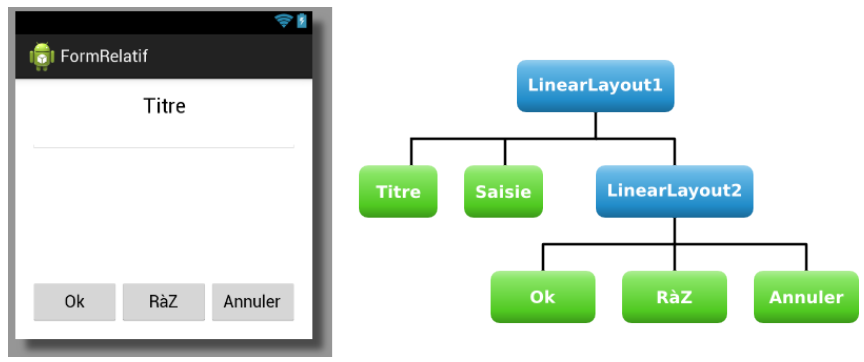 FormRelatif
Titre
Ok RàZ Annuler
LinearLayout1
Titre Saisie LinearLayout2
Ok RàZ Annuler